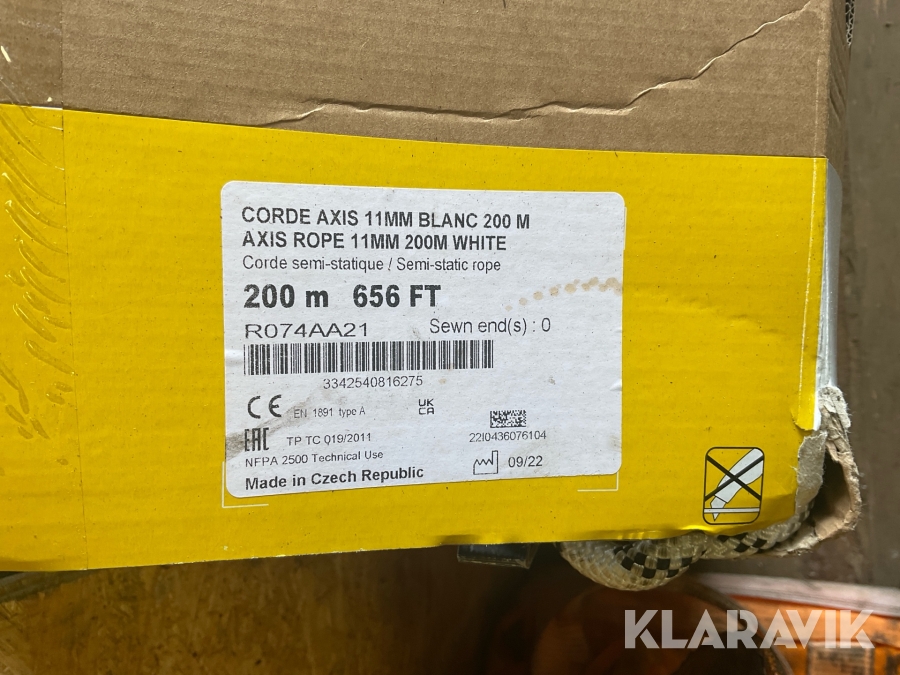 CORDE AXIS 11MM BLANC 200 M
AXIS ROPE 11MM 200M WHITE
Corde semi-statique / Semi-static rope
200 m 656 FT
R074AA21 Sewn end(s) : 0
3342540816275
CE EN 1891 type A UK CA
EAC TP TC 019/2011
22I0436076104
NFPA 2500 Technical Use
09/22
Made in Czech Republic
KLARAVIK